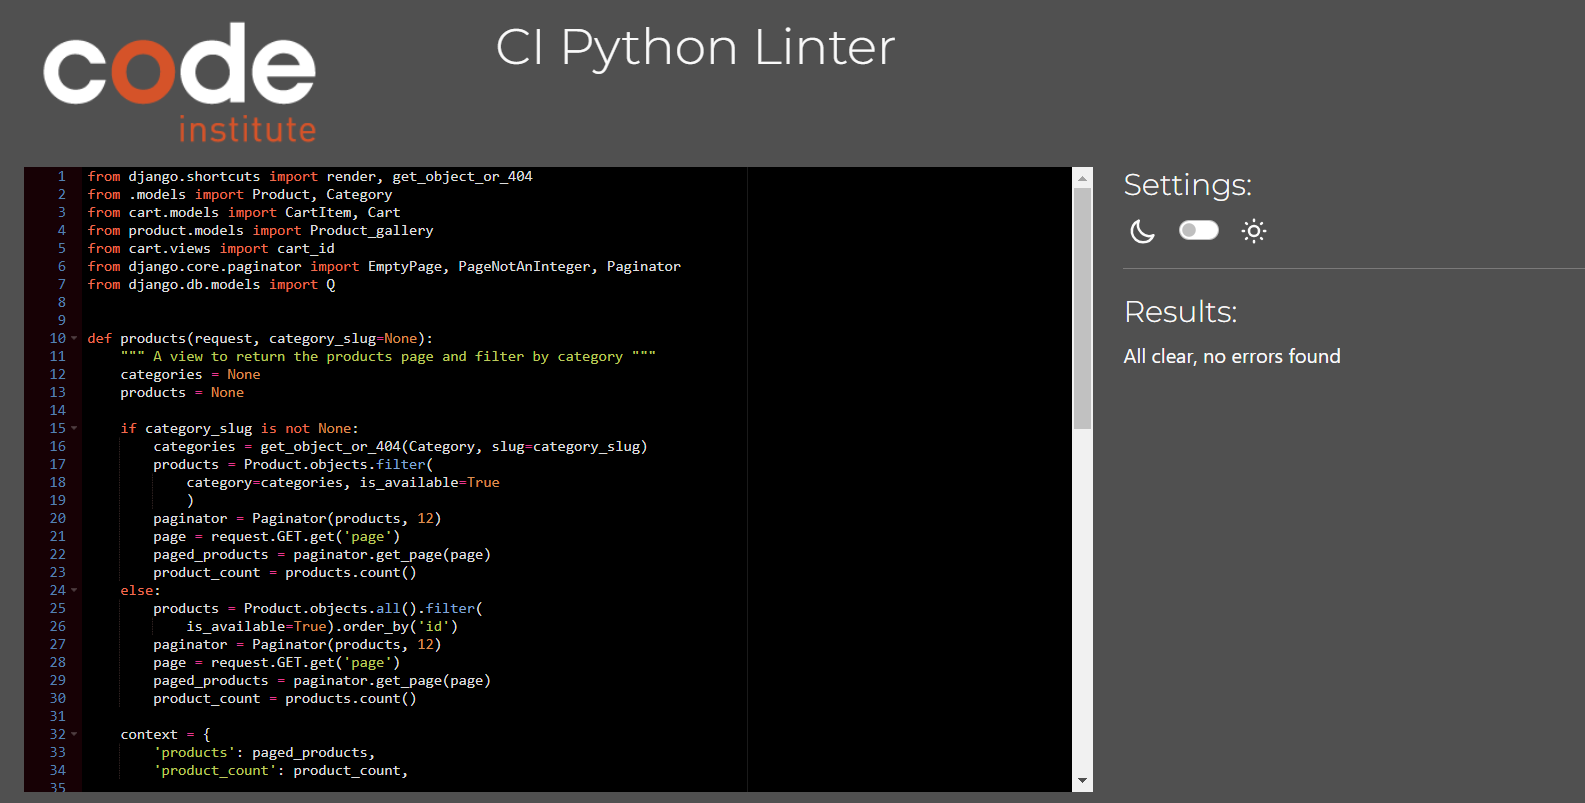 code
institute
CI Python Linter
1 from django.shortcuts import render, get_object_or_404
2 from .models import Product, Category
3 from cart.models import CartItem, Cart
4 from product.models import Product_gallery
5 from cart.views import cart_id
6 from django.core.paginator import EmptyPage, PageNotAnInteger, Paginator
7 from django.db.models import Q
8
9
10 def products(request, category_slug=None):
11     """ A view to return the products page and filter by category """
12     categories = None
13     products = None
14
15     if category_slug is not None:
16         categories = get_object_or_404(Category, slug=category_slug)
17         products = Product.objects.filter(
18             category=categories, is_available=True
19             )
20         paginator = Paginator(products, 12)
21         page = request.GET.get('page')
22         paged_products = paginator.get_page(page)
23         product_count = products.count()
24     else:
25         products = Product.objects.all().filter(
26             is_available=True).order_by('id')
27         paginator = Paginator(products, 12)
28         page = request.GET.get('page')
29         paged_products = paginator.get_page(page)
30         product_count = products.count()
31
32     context = {
33         'products': paged_products,
34         'product_count': product_count,
35
Settings:
Results:
All clear, no errors found